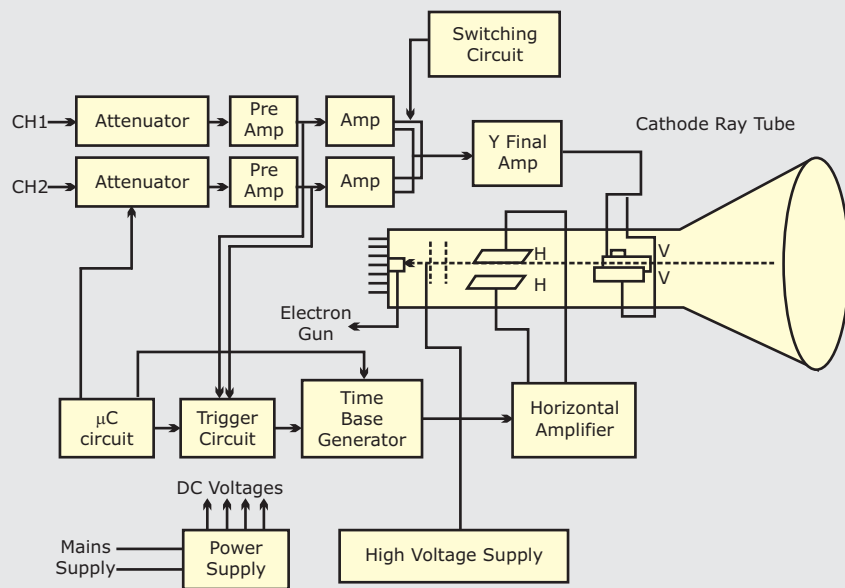 Switching
Circuit
CH1
Attenuator
Pre
Amp
Amp
Y Final
Amp
Cathode Ray Tube
CH2
Attenuator
Pre
Amp
Amp
H
V
H
V
Electron
Gun
μC
circuit
Trigger
Circuit
Time
Base
Generator
Horizontal
Amplifier
DC Voltages
Mains
Supply
Power
Supply
High Voltage Supply